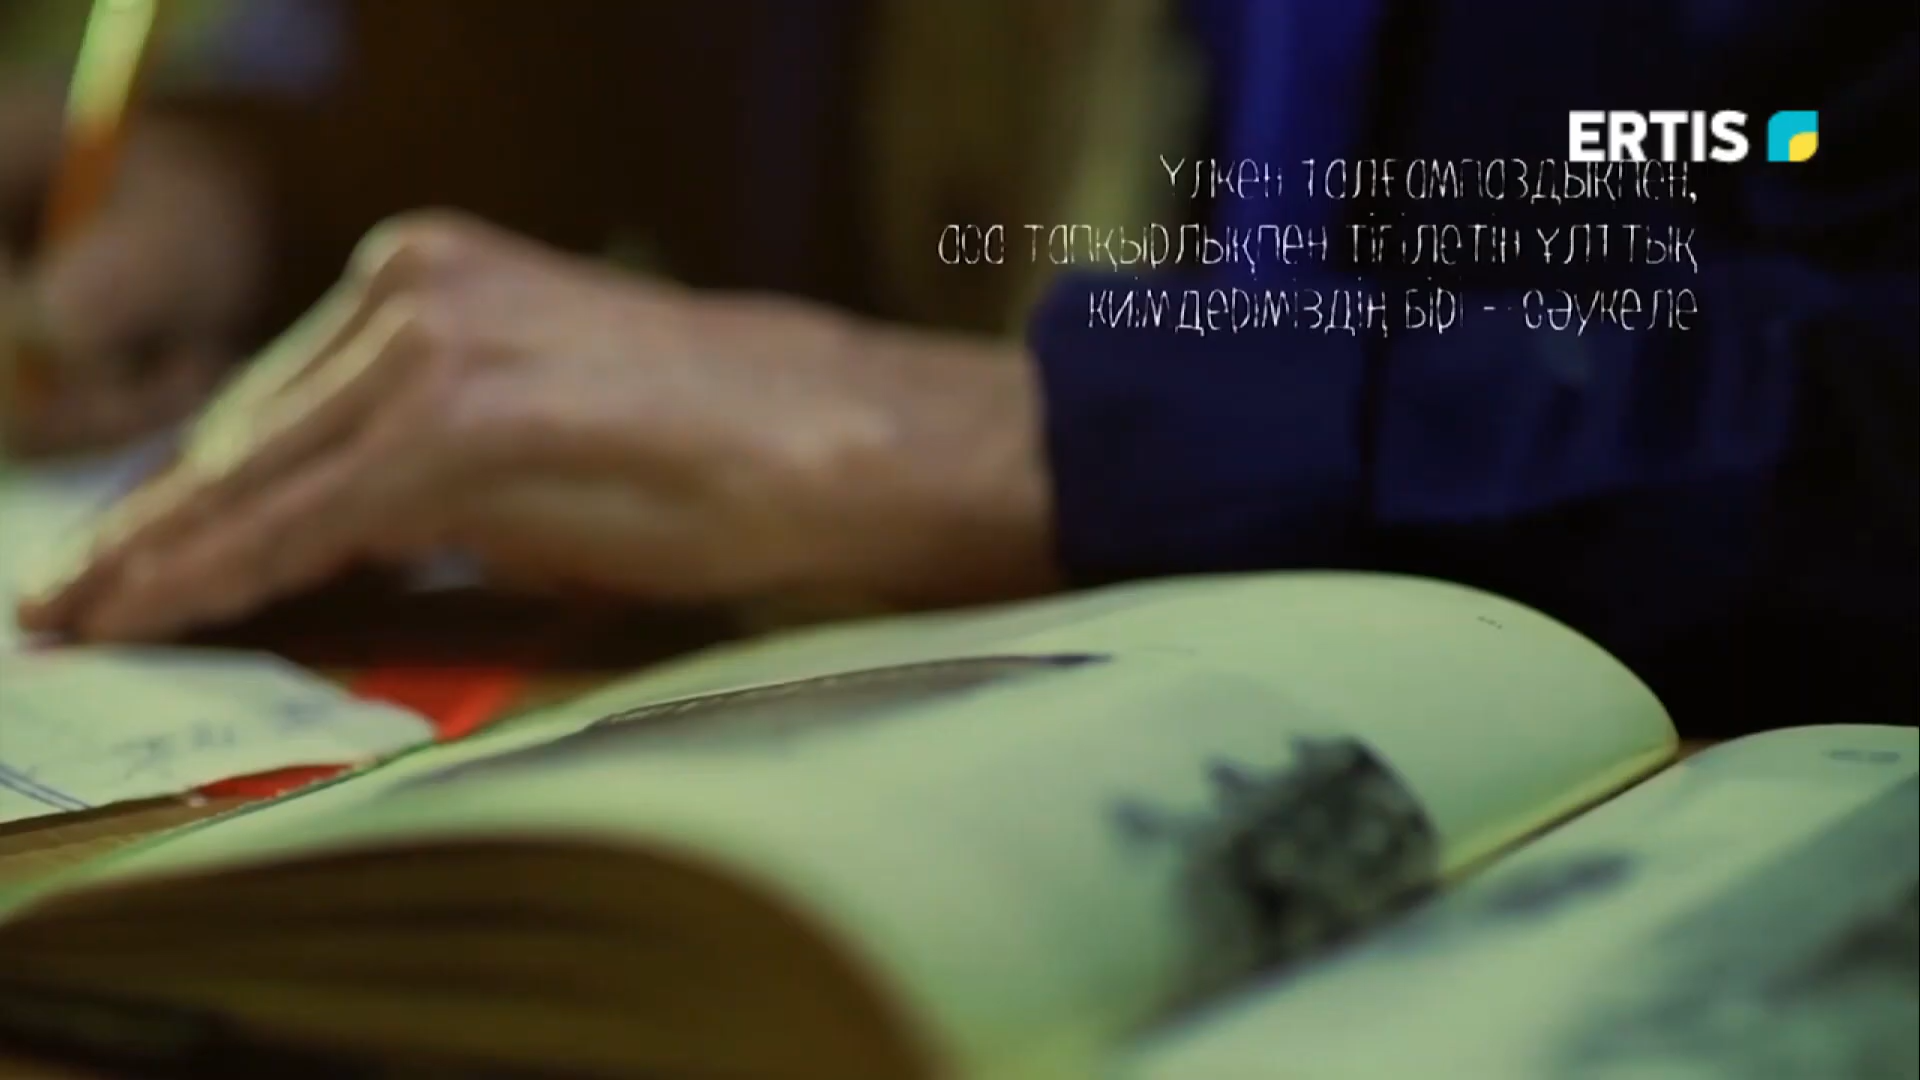 ERTIS
Үлкен талғампаздықпен,
аса тапқырлықпен тігілетін ұлттық
киімдеріміздің бірі - сәукеле